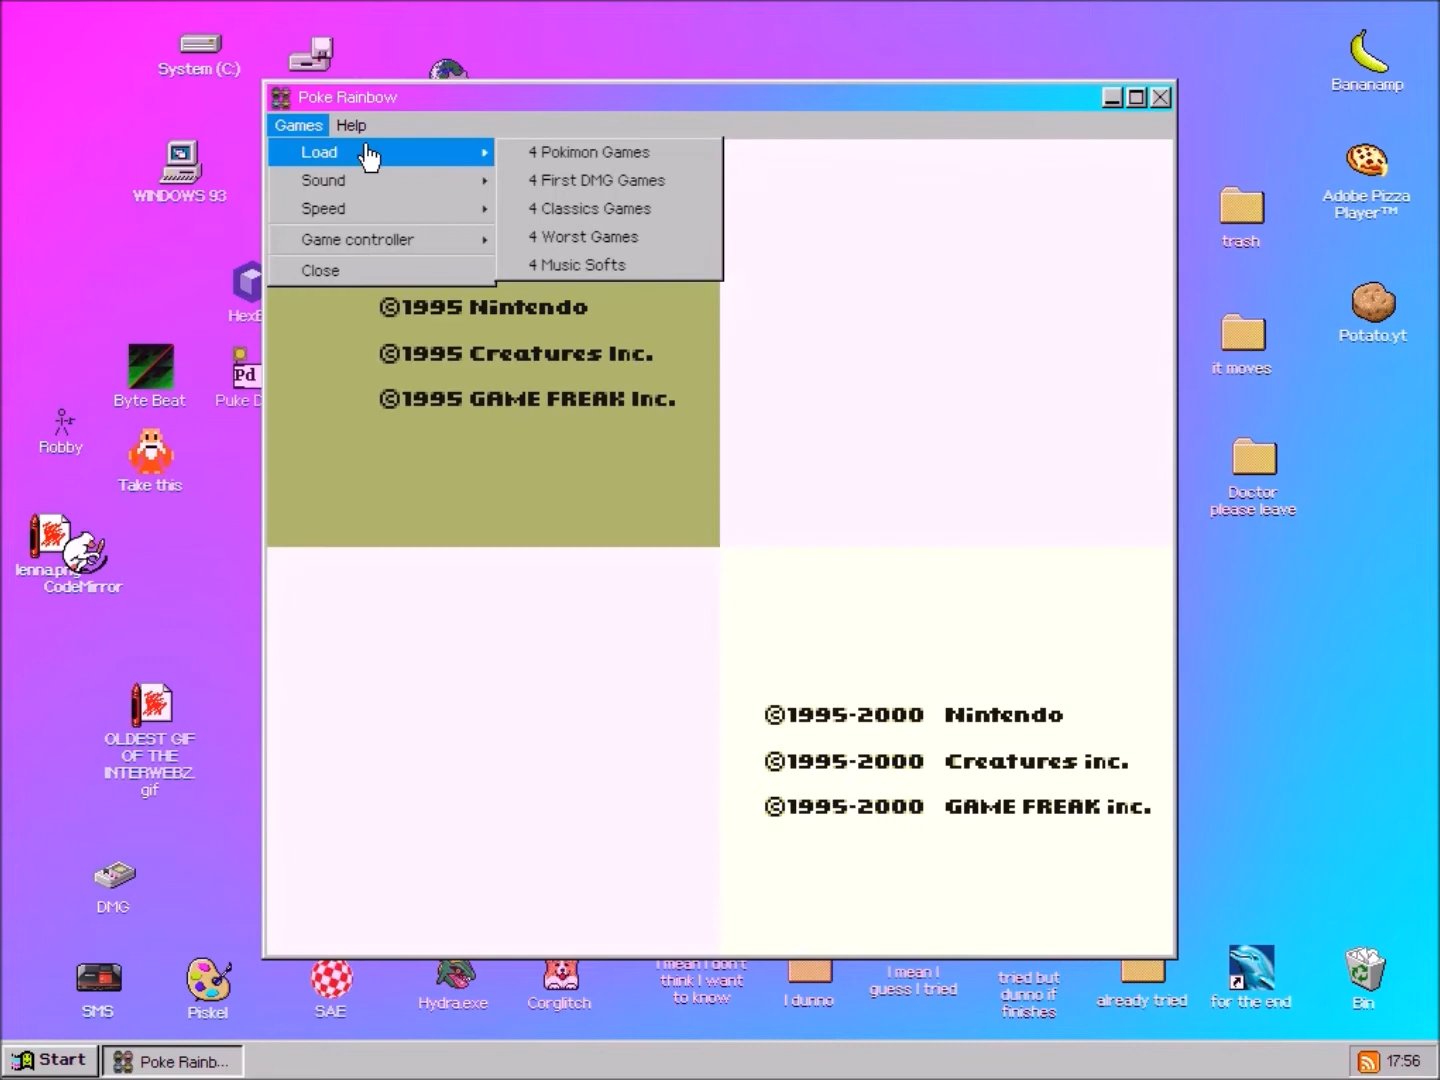 System (C:)
Bananamp
Poke Rainbow
Games Help
Load
Sound
Speed
Game controller
Close
4 Pokimon Games
4 First DMG Games
4 Classics Games
4 Worst Games
4 Music Softs
WINDOWS 93
Adobe Pizza
Player™
trash
©1995 Nintendo
©1995 Creatures Inc.
©1995 GAME FREAK Inc.
Potato.yt
it moves
Byte Beat
Pd
Robby
Take this
Doctor
please leave
lenna.png
CodeMirror
OLDEST GIF
OF THE
INTERWEBZ.
gif
©1995-2000 Nintendo
©1995-2000 Creatures inc.
©1995-2000 GAME FREAK inc.
DMG
SMS
Piskel
SAE
Hydra.exe
Corglitch
I mean I don't
think I want
to know
I dunno
I mean I
guess I tried
tried but
dunno if
finishes
already tried
for the end
Bin
Start
Poke Rainb...
17:56